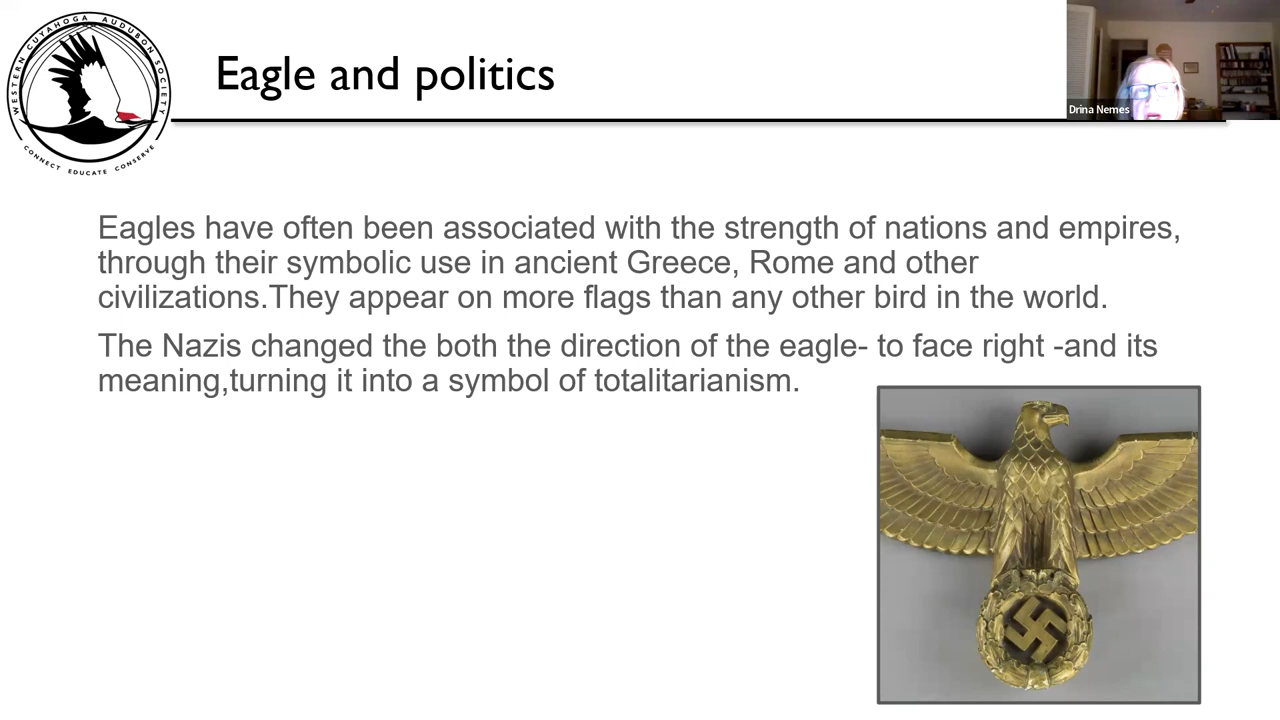 WESTERN CUYAHOGA AUDUBON SOCIETY
CONNECT EDUCATE CONSERVE
Eagle and politics
Drina Nemes
Eagles have often been associated with the strength of nations and empires,
through their symbolic use in ancient Greece, Rome and other
civilizations.They appear on more flags than any other bird in the world.
The Nazis changed the both the direction of the eagle- to face right -and its
meaning,turning it into a symbol of totalitarianism.